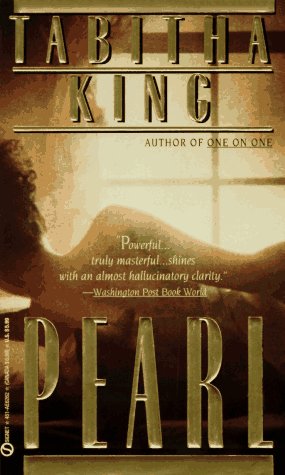 TABITHA
KING
AUTHOR OF ONE ON ONE
"Powerful...
truly masterful...shines
with an almost hallucinatory clarity."
—Washington Post Book World
PEARL
SIGNET